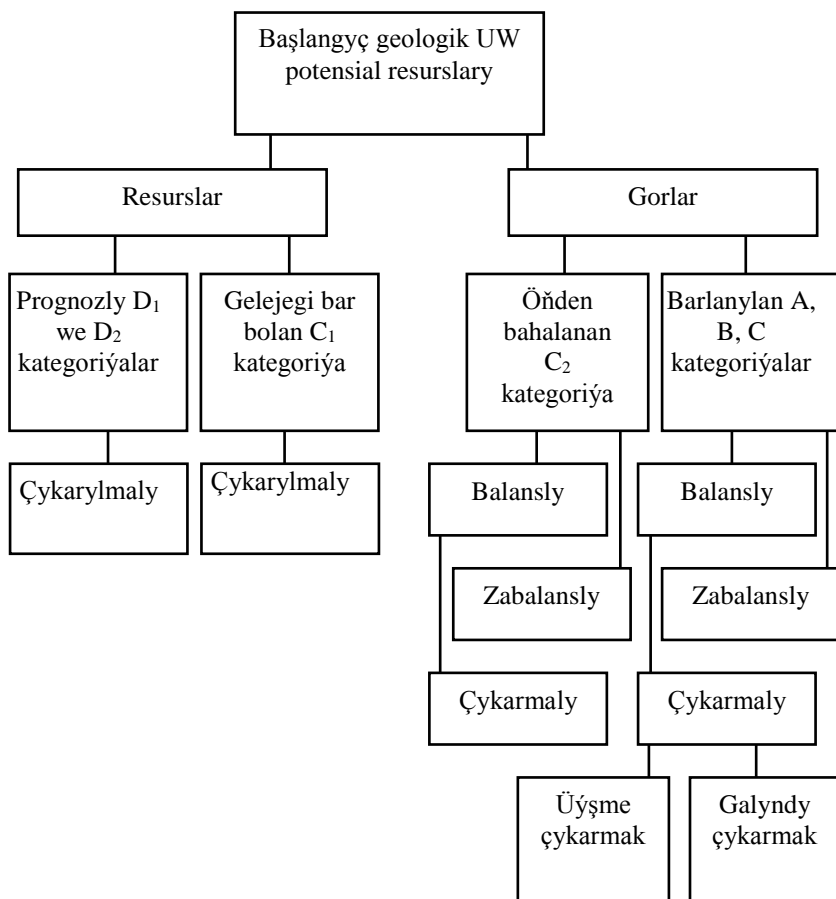 Başlangyç geologik UW
potensial resurslary
Resurslar
Gorlar
Prognozly D₁
we D₂
kategoriýalar
Gelejegi bar
bolan C₁
kategoriýa
Öňden
bahalanan
C₂
kategoriýa
Barlanylan A,
B, C
kategoriýalar
Çykarylmaly
Çykarylmaly
Balansly
Balansly
Zabalansly
Zabalansly
Çykarmaly
Çykarmaly
Üýşme
çykarmak
Galyndy
çykarmak